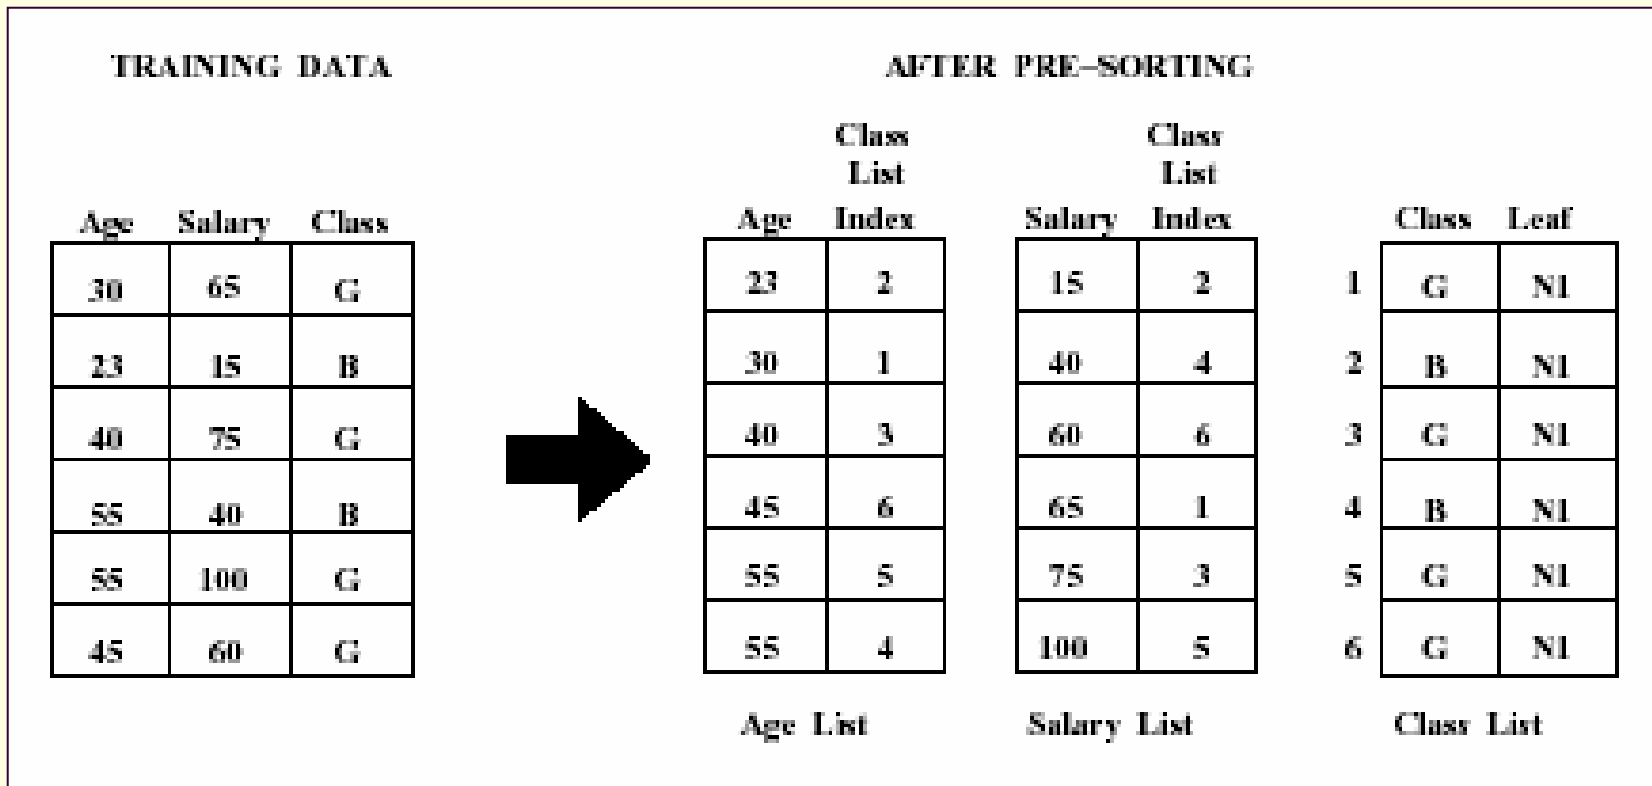 TRAINING DATA
Age Salary Class
30 65 G
23 15 B
40 75 G
55 40 B
55 100 G
45 60 G
AFTER PRE-SORTING
Class
List
Age Index
23 2
30 1
40 3
45 6
55 5
55 4
Age List
Class
List
Salary Index
15 2
40 4
60 6
65 1
75 3
100 5
Salary List
Class Leaf
1 G N1
2 B N1
3 G N1
4 B N1
5 G N1
6 G N1
Class List